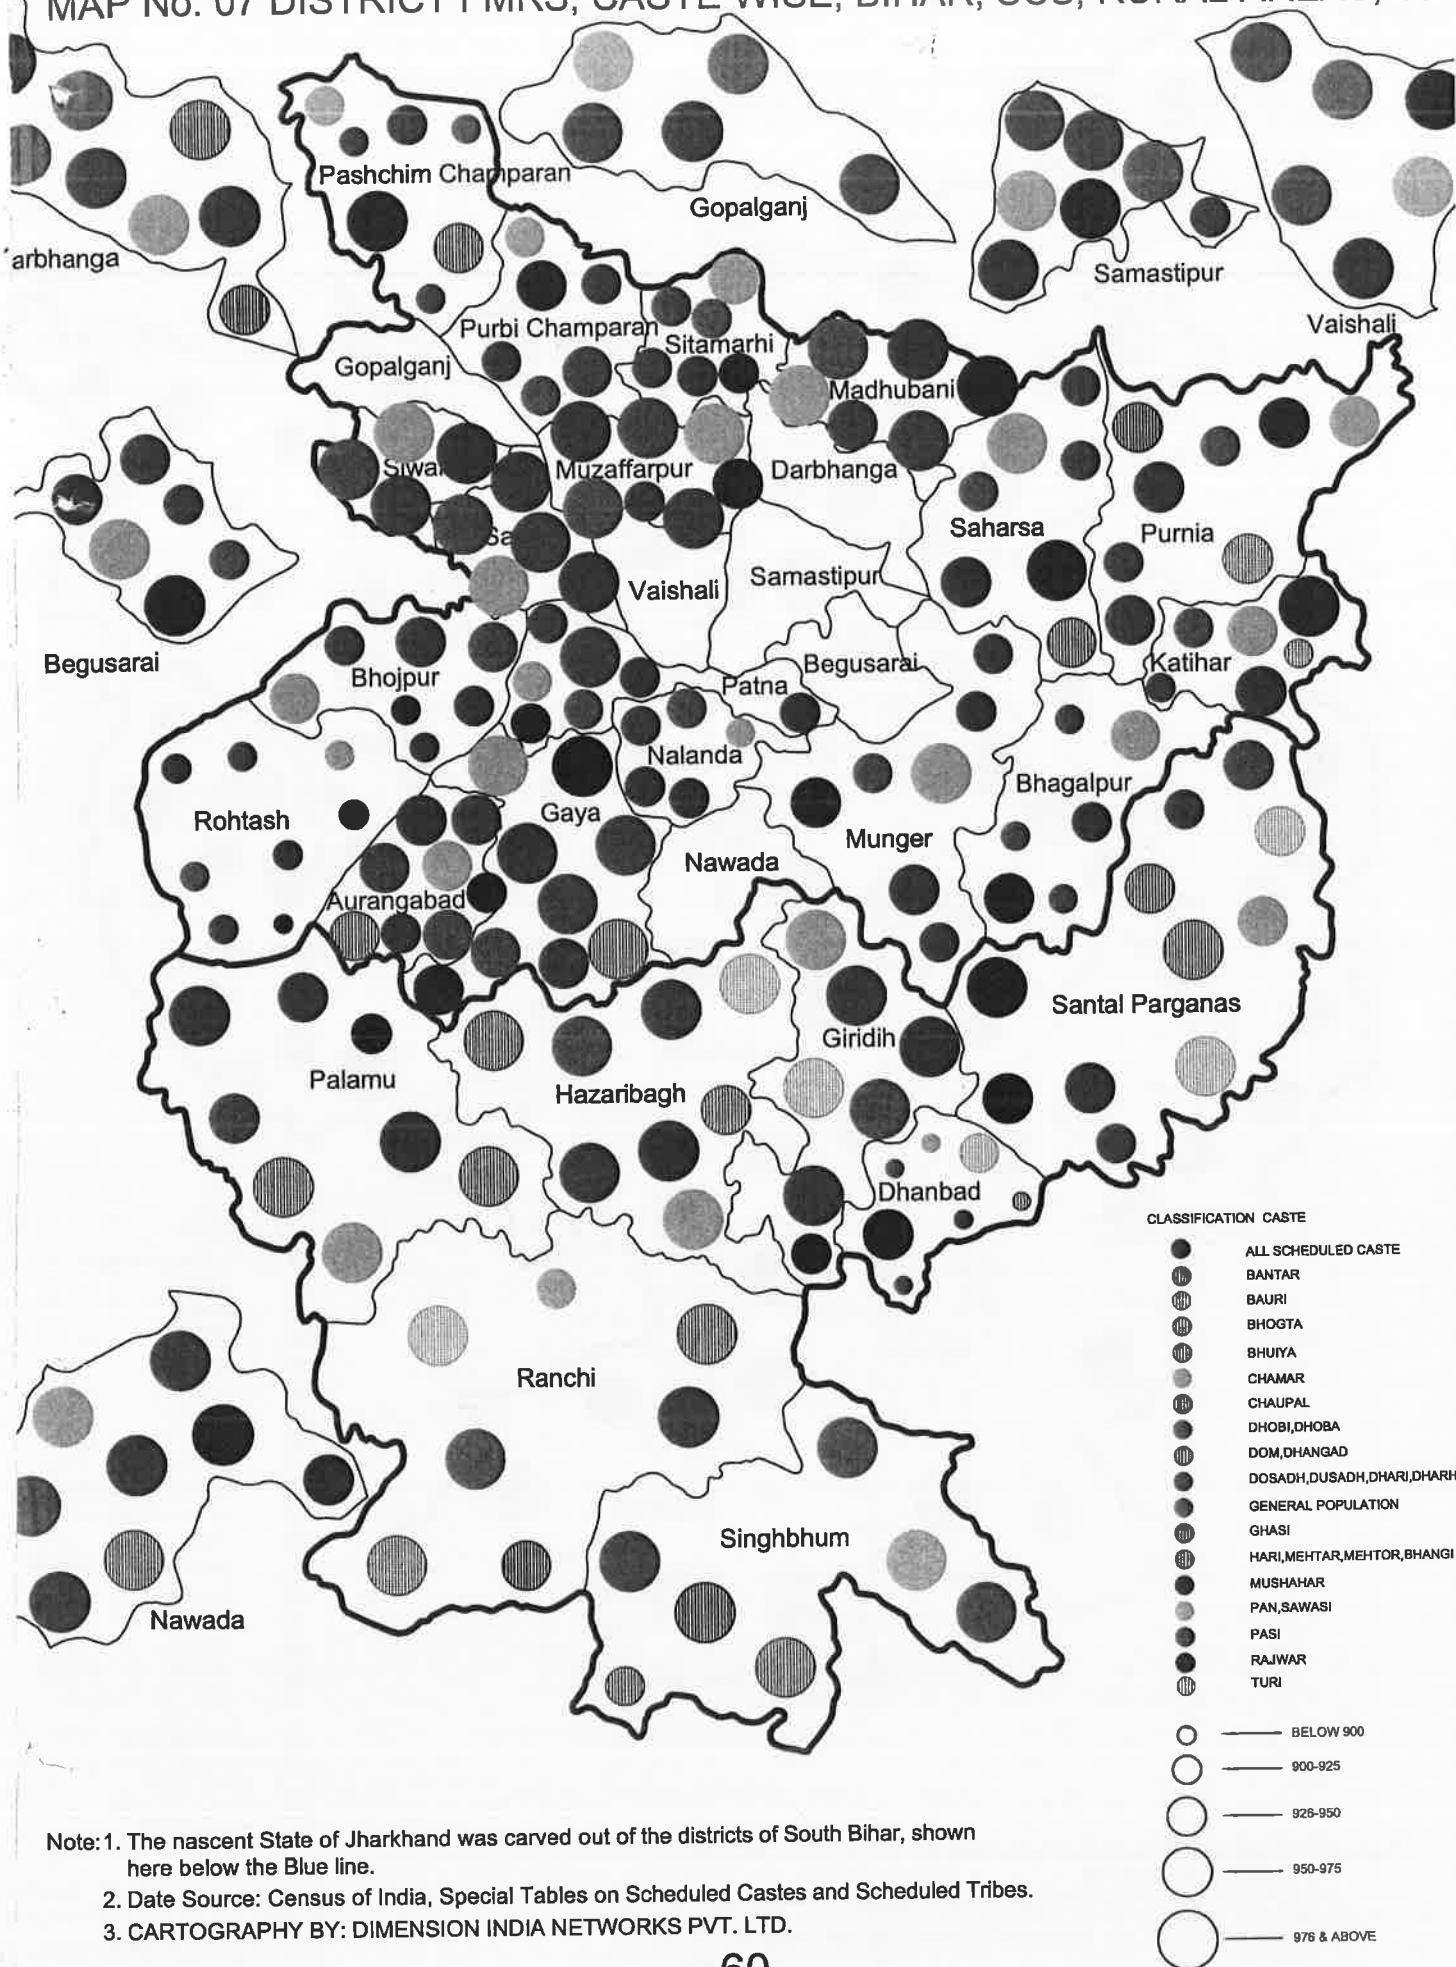 MAP No. 07 DISTRICT FMRS, CASTE WISE, BIHAR,
Pashchim Champaran
Gopalganj
arbhanga
Samastipur
Vaishali
Purbi Champaran
Sitamarhi
Gopalganj
Madhubani
Siwa
Muzaffarpur
Darbhanga
Saharsa
Purnia
Sa
Vaishali
Samastipur
Begusarai
Bhojpur
Begusarai
Katihar
Patna
Nalanda
Bhagalpur
Rohtash
Gaya
Munger
Nawada
Aurangabad
Santal Parganas
Giridih
Palamu
Hazaribagh
Dhanbad
CLASSIFICATION CASTE
ALL SCHEDULED CASTE
BANTAR
BAURI
BHOGTA
BHUIYA
CHAMAR
CHAUPAL
DHOBI,DHOBA
DOM,DHANGAD
DOSADH,DUSADH,DHARI,DHARH
GENERAL POPULATION
GHASI
HARI,MEHTAR,MEHTOR,BHANGI
MUSHAHAR
PAN,SAWASI
PASI
RAJWAR
TURI
Ranchi
Singhbhum
Nawada
BELOW 900
900-925
926-950
950-975
976 & ABOVE
Note:1. The nascent State of Jharkhand was carved out of the districts of South Bihar, shown
here below the Blue line.
2. Date Source: Census of India, Special Tables on Scheduled Castes and Scheduled Tribes.
3. CARTOGRAPHY BY: DIMENSION INDIA NETWORKS PVT. LTD.